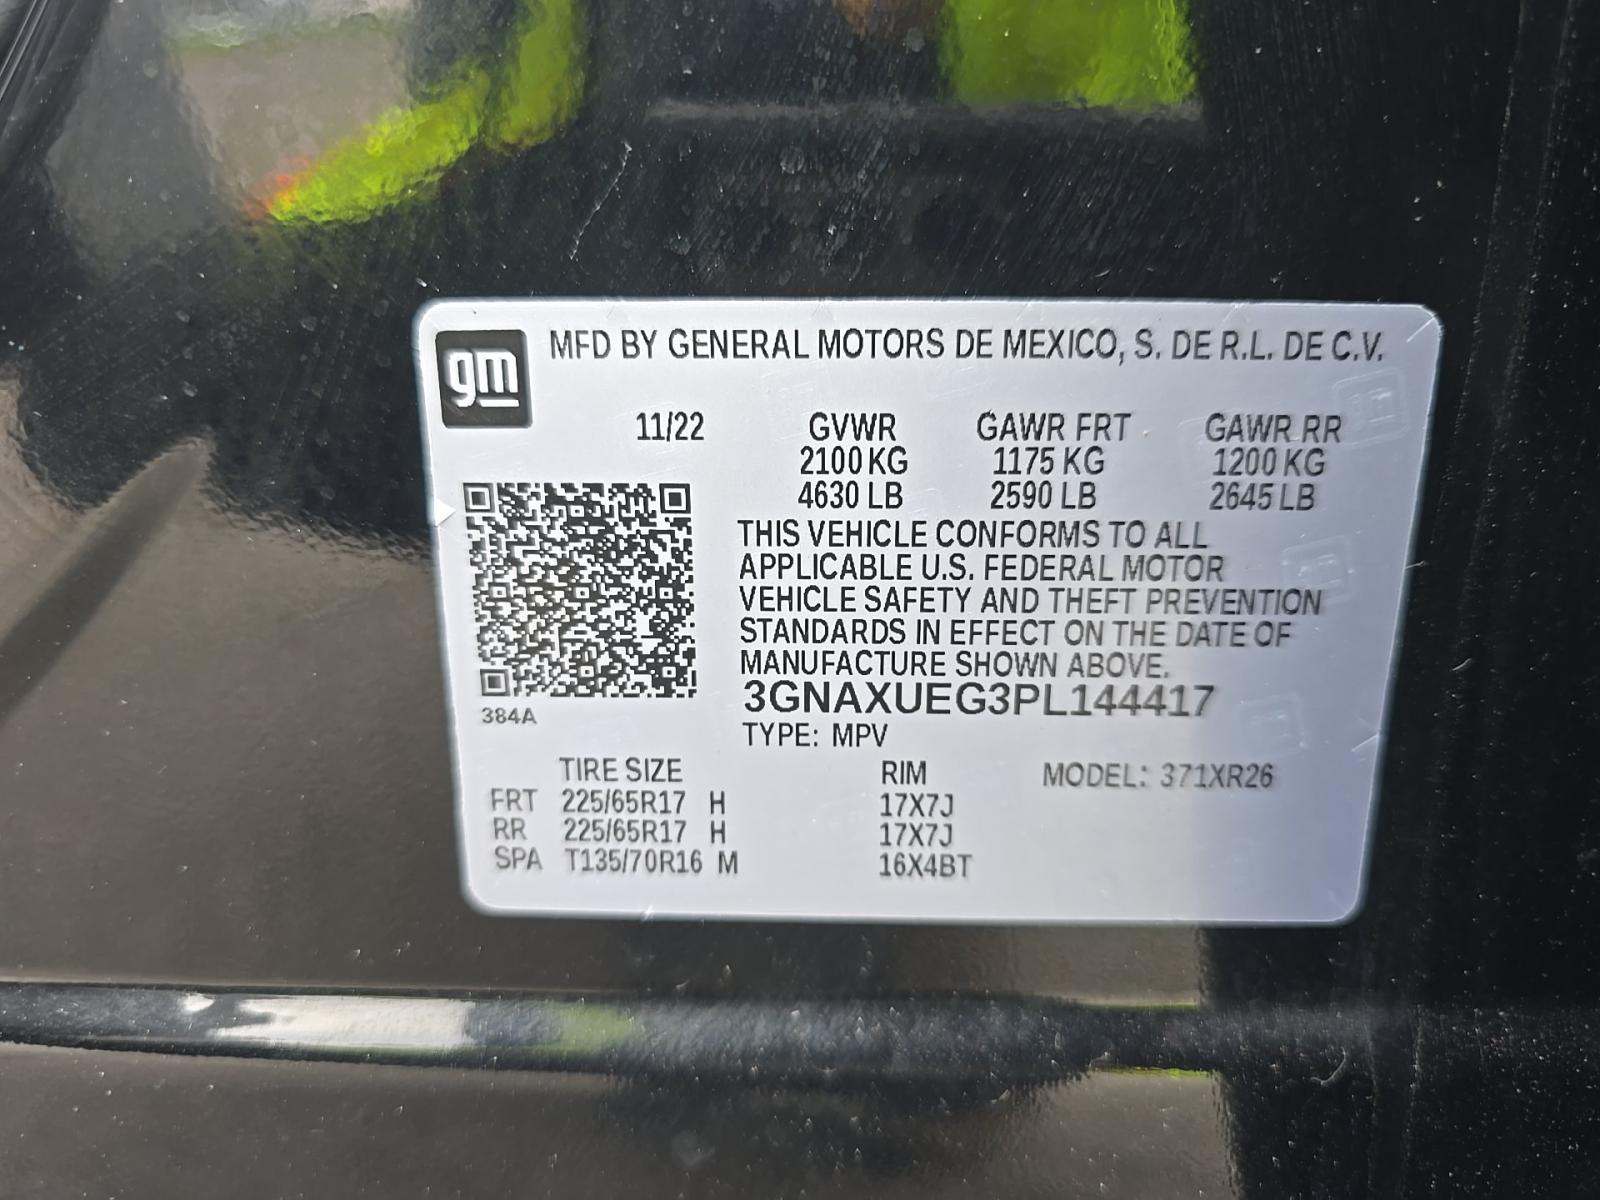 gm
MFD BY GENERAL MOTORS DE MEXICO, S. DE R.L. DE C.V.
11/22 GVWR GAWR FRT GAWR RR
2100 KG 1175 KG 1200 KG
4630 LB 2590 LB 2645 LB
THIS VEHICLE CONFORMS TO ALL
APPLICABLE U.S. FEDERAL MOTOR
VEHICLE SAFETY AND THEFT PREVENTION
STANDARDS IN EFFECT ON THE DATE OF
MANUFACTURE SHOWN ABOVE.
3GNAXUEG3PL144417
384A
TYPE: MPV
TIRE SIZE RIM MODEL: 371XR26
FRT 225/65R17 H 17X7J
RR 225/65R17 H 17X7J
SPA T135/70R16 M 16X4BT